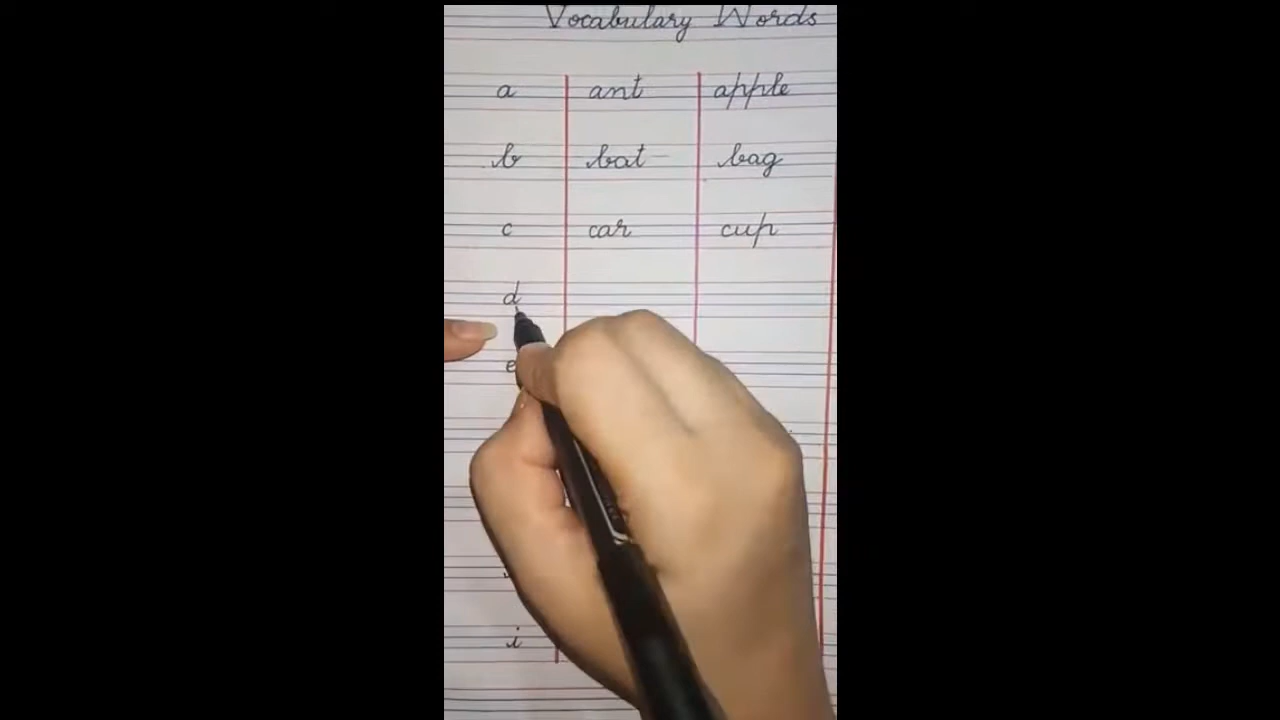 Vocabulary Words
a ant apple
b bat bag
c car cup
d
e
i